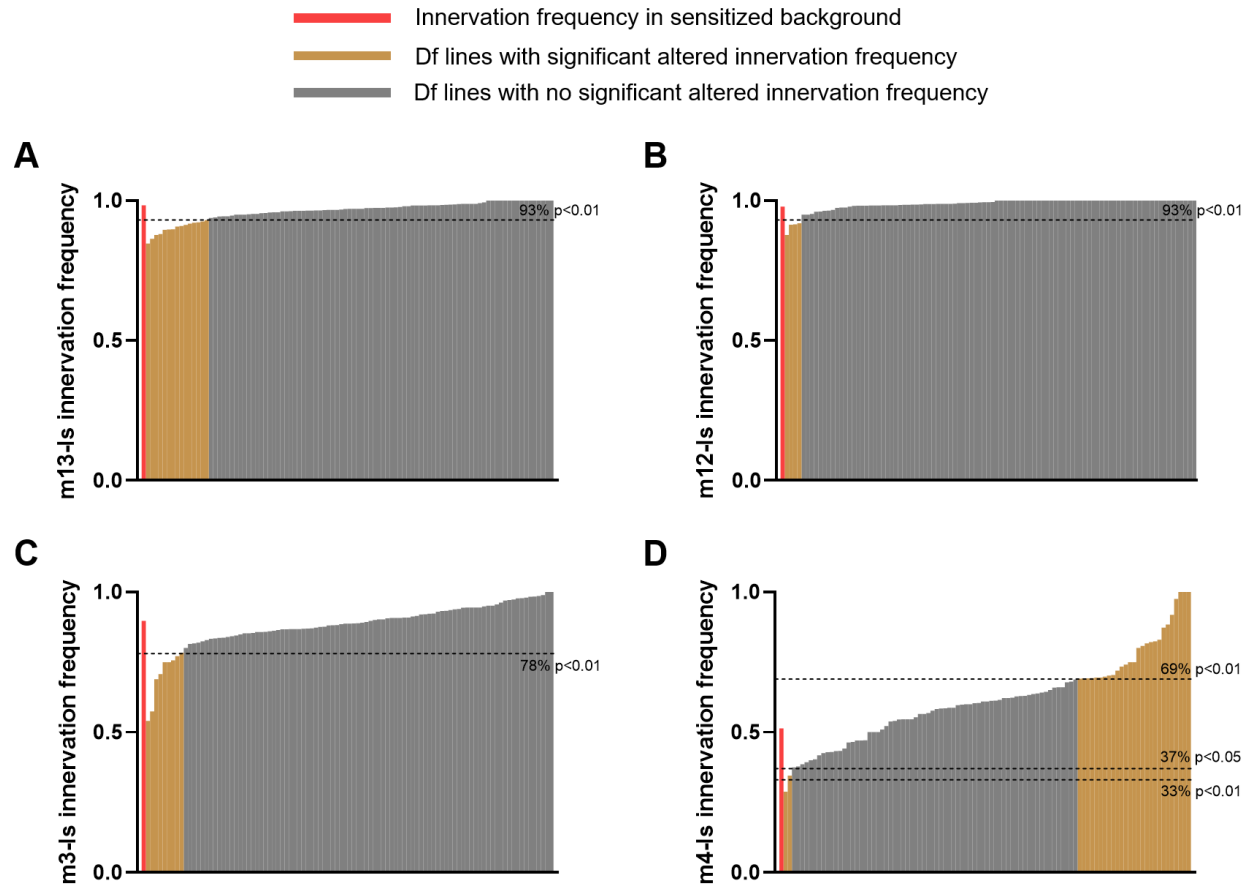 Innervation frequency in sensitized background
Df lines with significant altered innervation frequency
Df lines with no significant altered innervation frequency
A
m13-Is innervation frequency
1.0
0.5
0.0
93% p<0.01
B
m12-Is innervation frequency
1.0
0.5
0.0
93% p<0.01
C
m3-Is innervation frequency
1.0
0.5
0.0
78% p<0.01
D
m4-Is innervation frequency
1.0
0.5
0.0
69% p<0.01
37% p<0.05
33% p<0.01